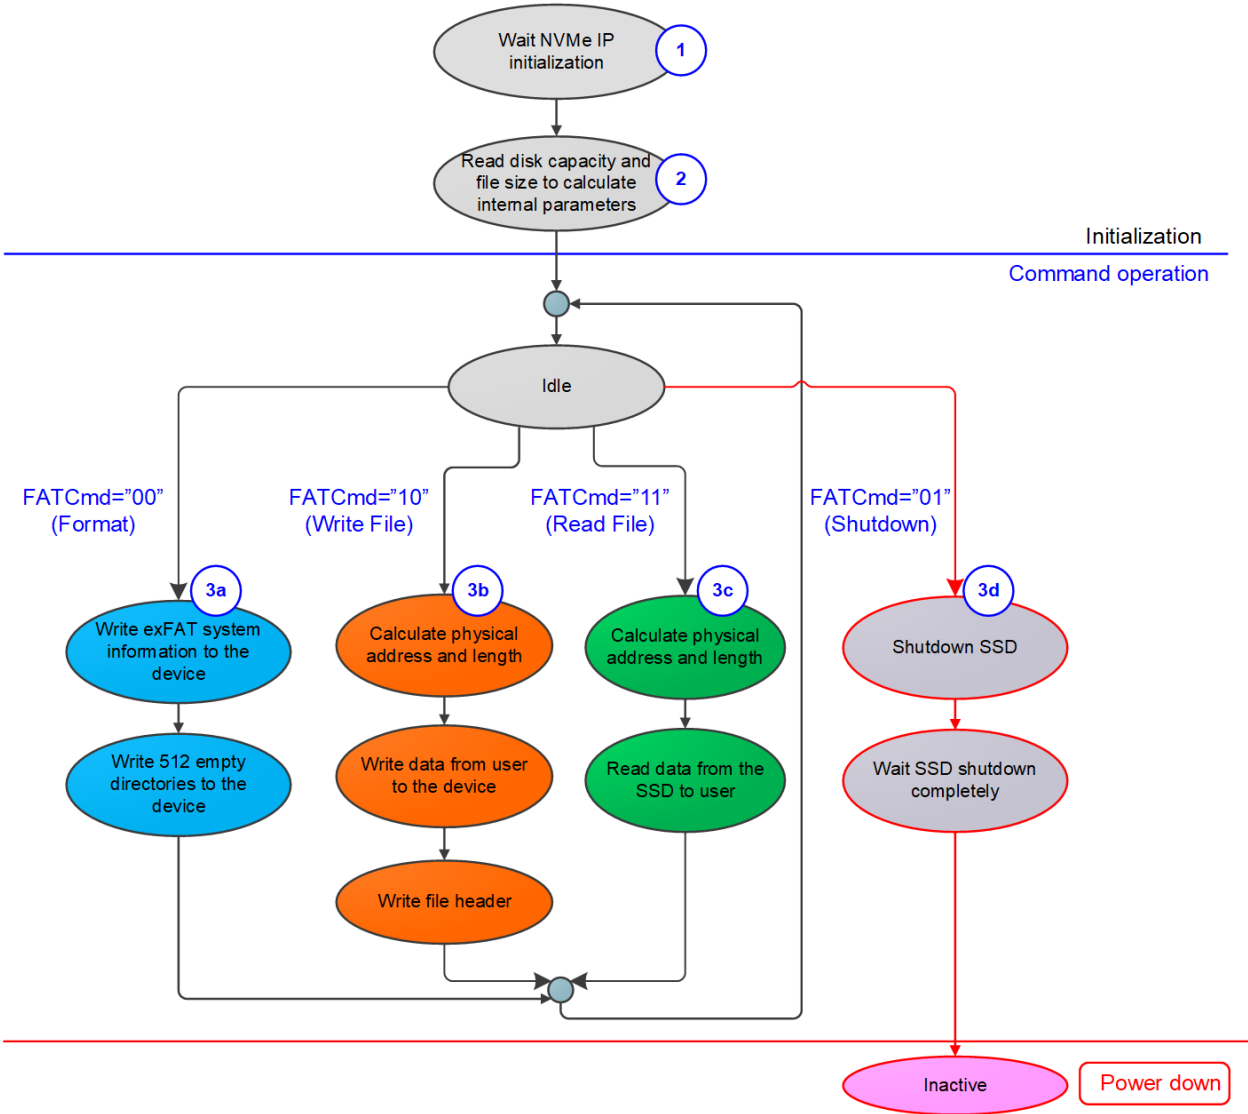 Wait NVMe IP
initialization
1
Read disk capacity and
file size to calculate
internal parameters
2
Initialization
Command operation
Idle
FATCmd=”00”
(Format)
FATCmd=”10”
(Write File)
FATCmd=”11”
(Read File)
FATCmd=”01”
(Shutdown)
3a
Write exFAT system
information to the
device
3b
Calculate physical
address and length
3c
Calculate physical
address and length
3d
Shutdown SSD
Write 512 empty
directories to the
device
Write data from user
to the device
Read data from the
SSD to user
Wait SSD shutdown
completely
Write file header
Inactive
Power down